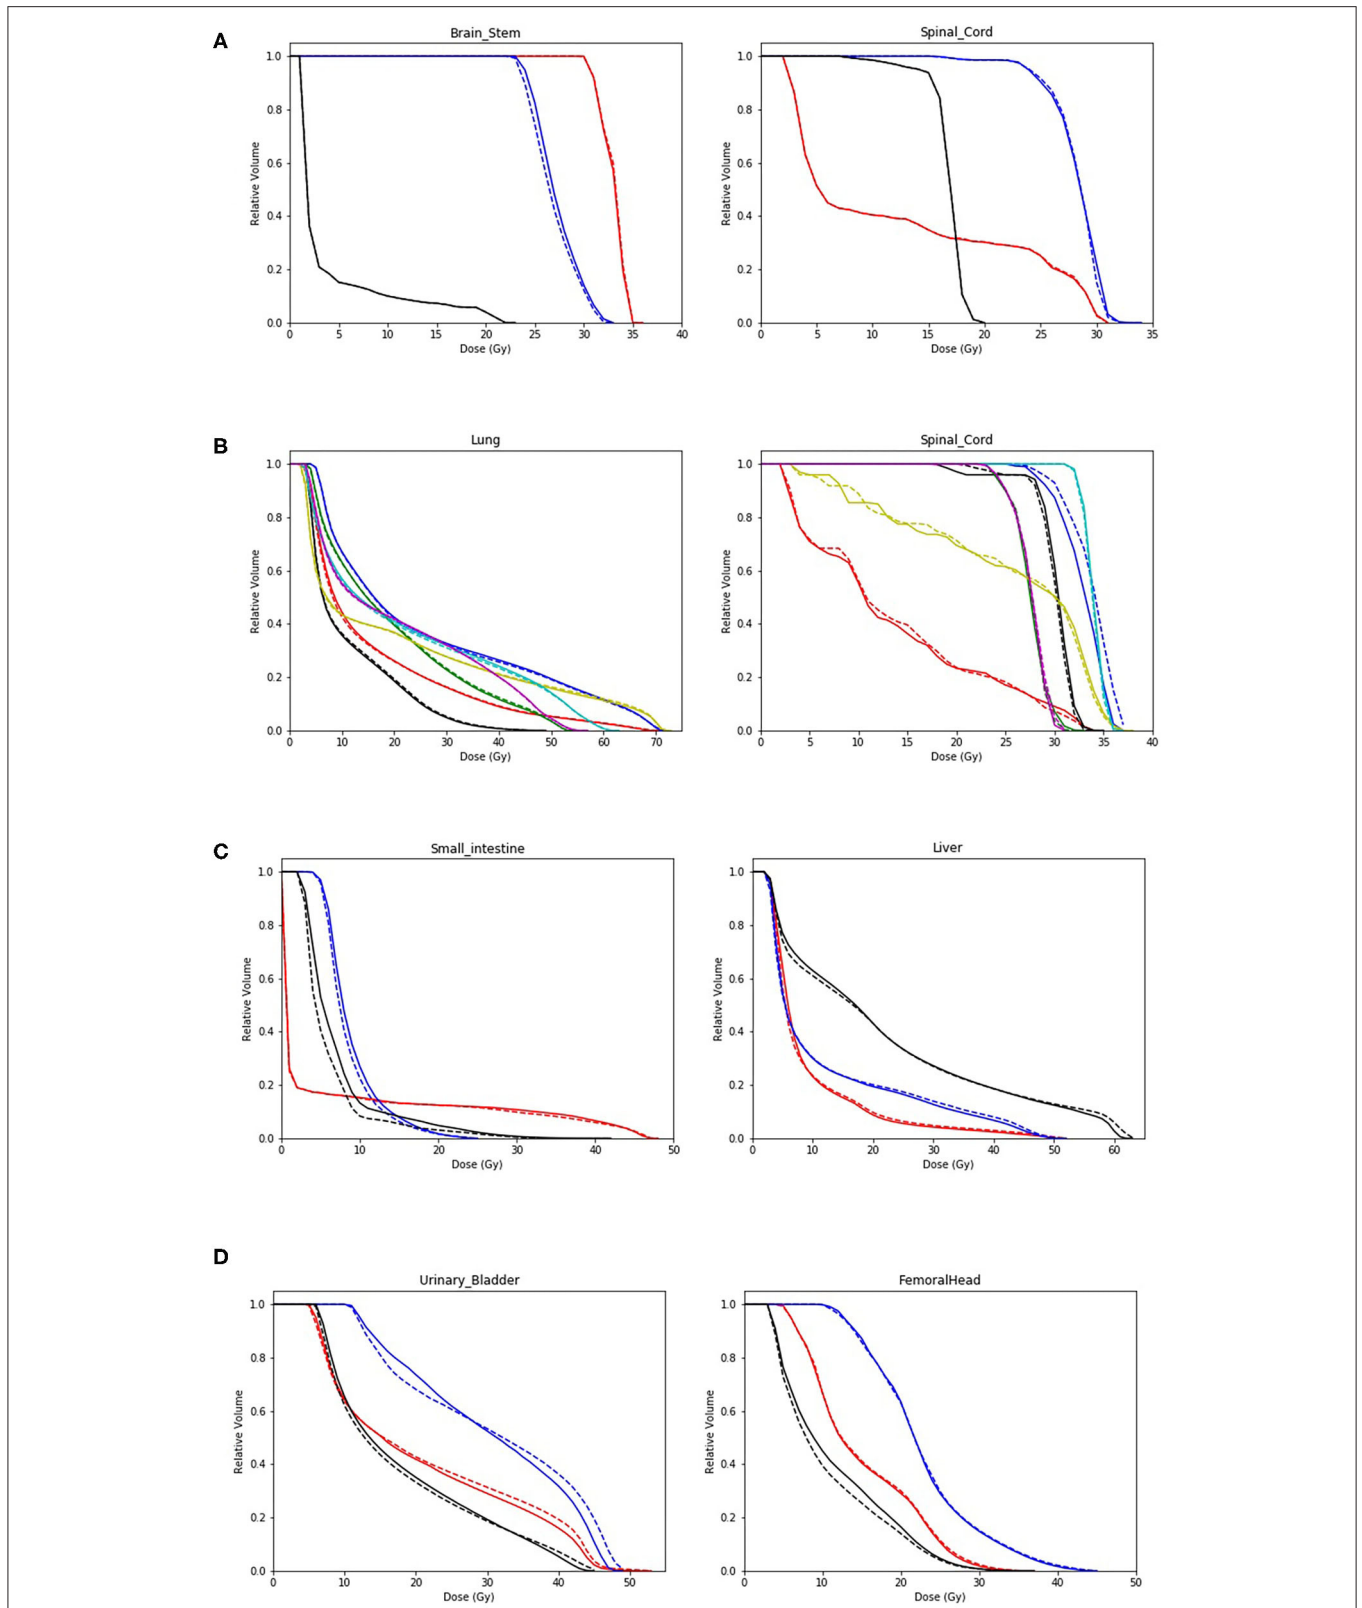 A
Brain_Stem
Spinal_Cord
1.0
0.8
0.6
0.4
0.2
0.0
Relative Volume
0 5 10 15 20 25 30 35 40
Dose (Gy)
1.0
0.8
0.6
0.4
0.2
0.0
Relative Volume
0 5 10 15 20 25 30 35
Dose (Gy)
B
Lung
Spinal_Cord
1.0
0.8
0.6
0.4
0.2
0.0
Relative Volume
0 10 20 30 40 50 60 70
Dose (Gy)
1.0
0.8
0.6
0.4
0.2
0.0
Relative Volume
0 5 10 15 20 25 30 35 40
Dose (Gy)
C
Small_intestine
Liver
1.0
0.8
0.6
0.4
0.2
0.0
Relative Volume
0 10 20 30 40 50
Dose (Gy)
1.0
0.8
0.6
0.4
0.2
0.0
Relative Volume
0 10 20 30 40 50 60
Dose (Gy)
D
Urinary_Bladder
FemoralHead
1.0
0.8
0.6
0.4
0.2
0.0
Relative Volume
0 10 20 30 40 50
Dose (Gy)
1.0
0.8
0.6
0.4
0.2
0.0
Relative Volume
0 10 20 30 40 50
Dose (Gy)